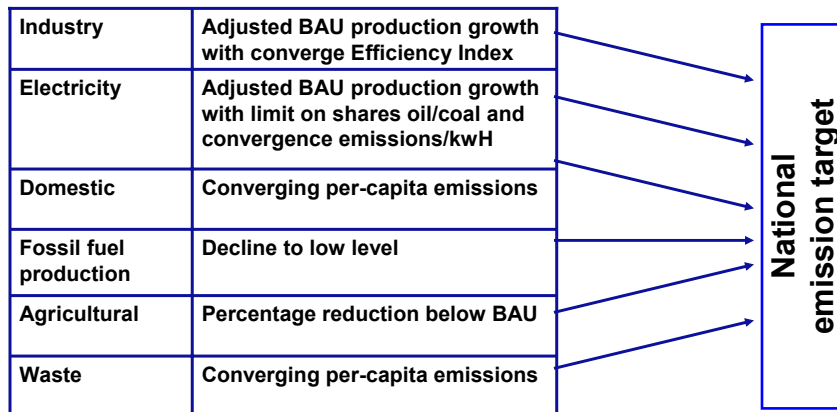 Industry
Adjusted BAU production growth
with converge Efficiency Index
Electricity
Adjusted BAU production growth
with limit on shares oil/coal and
convergence emissions/kwH
Domestic
Converging per-capita emissions
Fossil fuel
production
Decline to low level
Agricultural
Percentage reduction below BAU
Waste
Converging per-capita emissions
National
emission target